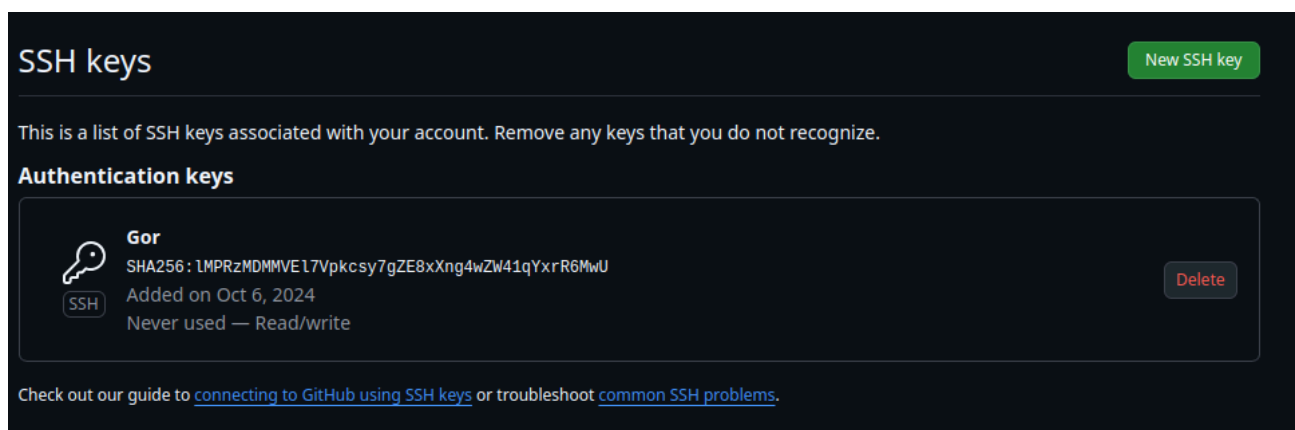 SSH keys
New SSH key
This is a list of SSH keys associated with your account. Remove any keys that you do not recognize.
Authentication keys
Gor
SHA256:lMPRzMDMMVEl7Vpkcsy7gZE8xXng4wZW41qYxrR6MwU
Added on Oct 6, 2024
Never used — Read/write
SSH
Delete
Check out our guide to connecting to GitHub using SSH keys or troubleshoot common SSH problems.